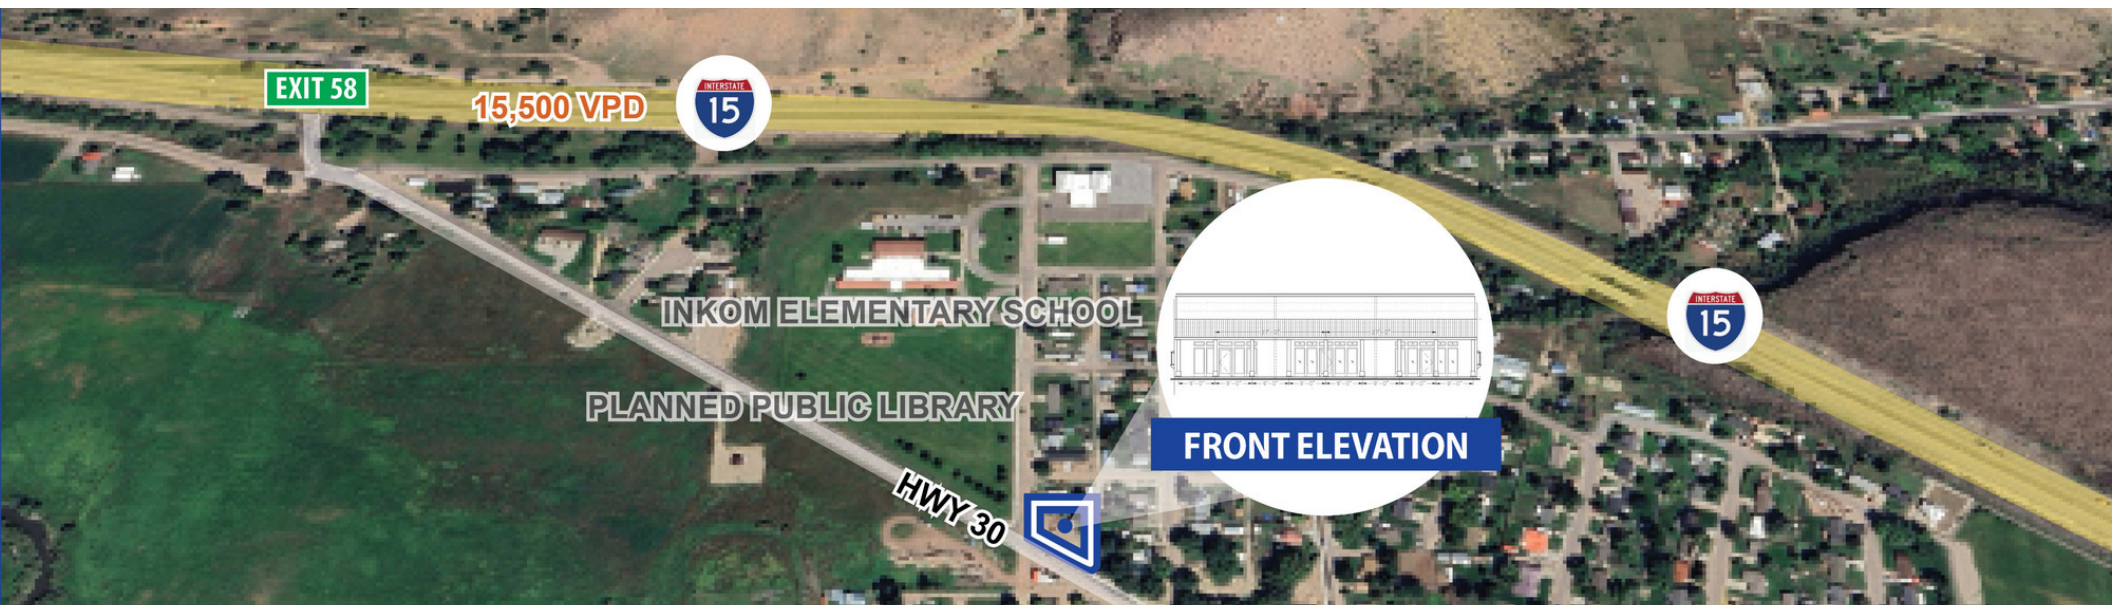 EXIT 58
15,500 VPD
INTERSTATE
15
INKOM ELEMENTARY SCHOOL
INTERSTATE
15
PLANNED PUBLIC LIBRARY
FRONT ELEVATION
HWY 30